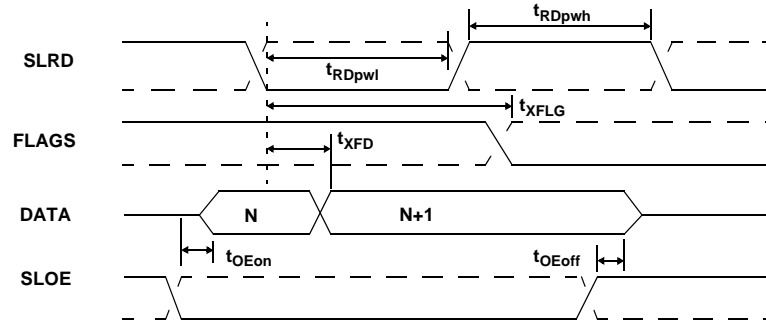 t_RDpwh
SLRD
t_RDpwl
t_XFLG
FLAGS
t_XFD
DATA
N
N+1
t_OEon
t_OEoff
SLOE